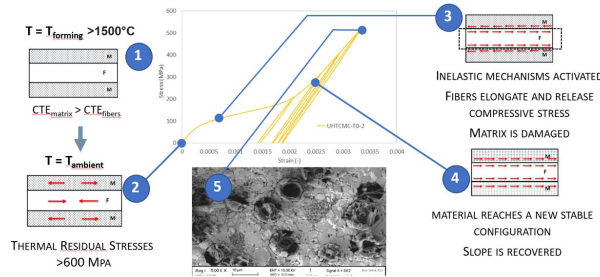 T = Tforming >1500°C
1
M
F
M
CTEmatrix > CTEfibers
T = Tambient
M
F
M
2
THERMAL RESIDUAL STRESSES
>600 MPA
600
500
400
300
200
100
0
Stress (MPa)
0
0.0005
0.001
0.0015
0.002
0.0025
0.003
0.0035
0.004
Strain (-)
UHTCMC-T0-2
5
10 µm
3
M
F
M
INELASTIC MECHANISMS ACTIVATED
FIBERS ELONGATE AND RELEASE
COMPRESSIVE STRESS
MATRIX IS DAMAGED
4
M
F
M
MATERIAL REACHES A NEW STABLE
CONFIGURATION
SLOPE IS RECOVERED